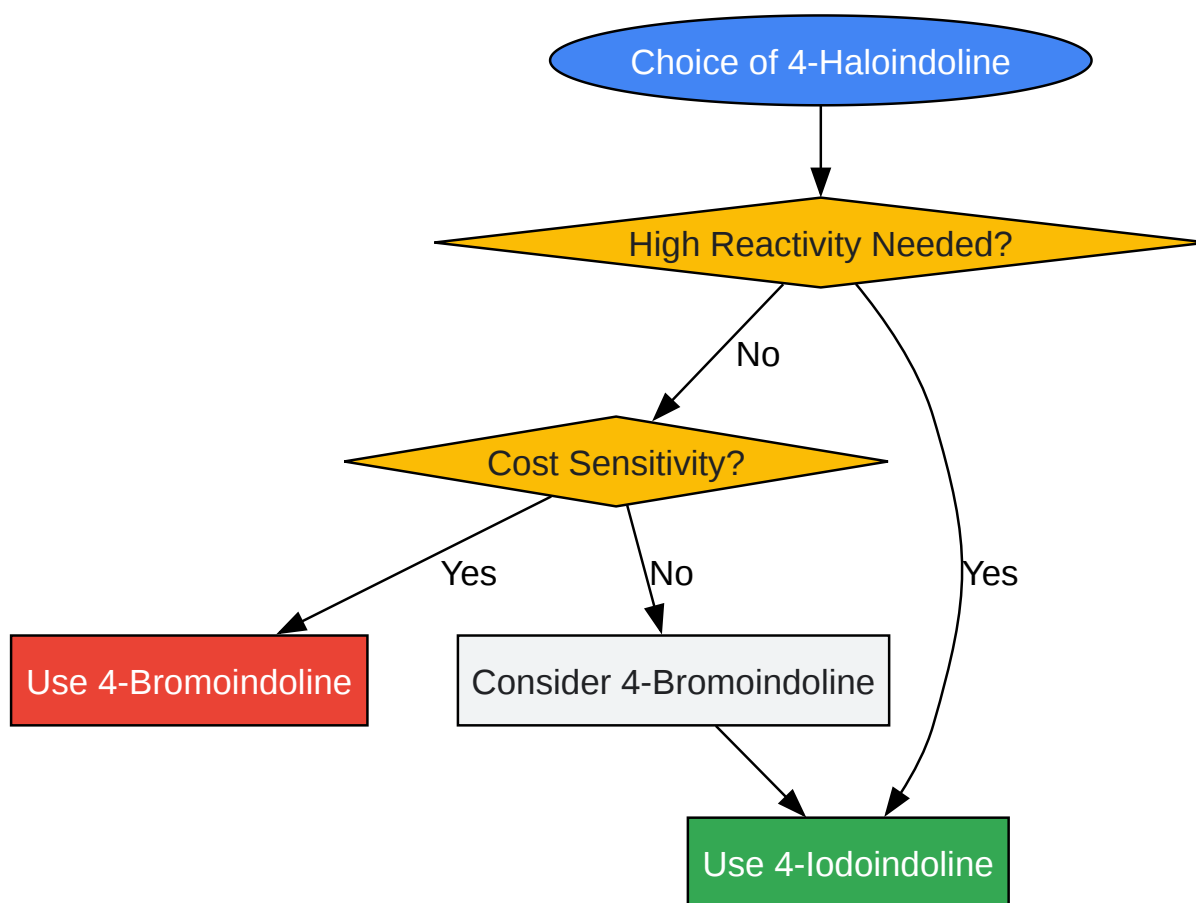 Choice of 4-Haloindoline
High Reactivity Needed?
No
Cost Sensitivity?
Yes
No
Yes
Use 4-Bromoindoline
Consider 4-Bromoindoline
Use 4-Iodoindoline